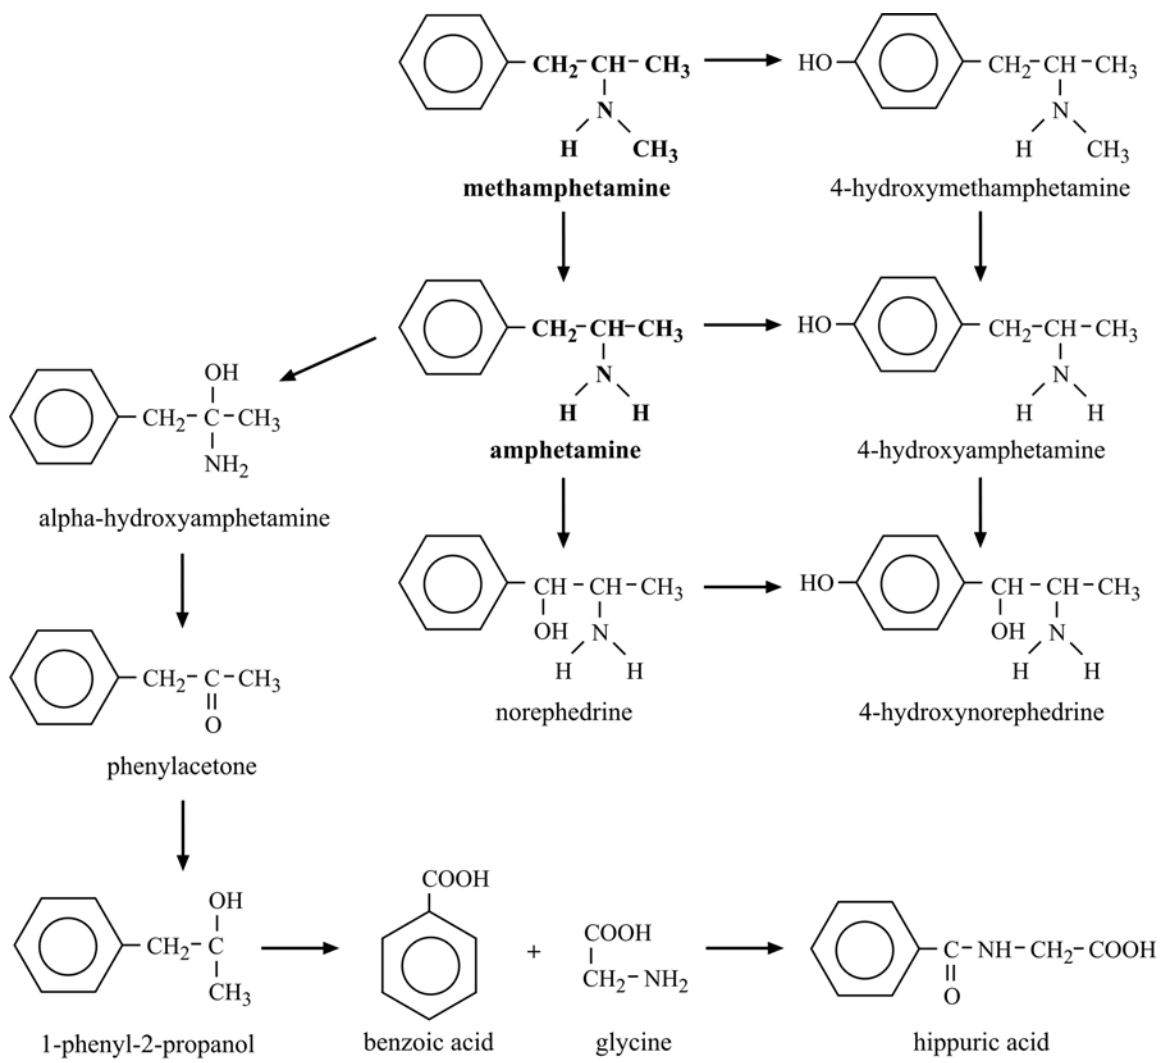 CH₂-CH-CH₃
N
H CH₃
methamphetamine
HO CH₂-CH-CH₃
N
H CH₃
4-hydroxymethamphetamine
CH₂-CH-CH₃
N
H H
amphetamine
HO CH₂-CH-CH₃
N
H H
4-hydroxyamphetamine
OH
CH₂-C-CH₃
NH₂
alpha-hydroxyamphetamine
CH-CH-CH₃
OH N
H H
norephedrine
HO CH-CH-CH₃
OH N
H H
4-hydroxynorephedrine
CH₂-C-CH₃
O
phenylacetone
OH
CH₂-C
CH₃
1-phenyl-2-propanol
COOH
benzoic acid
+
COOH
CH₂-NH₂
glycine
C-NH-CH₂-COOH
O
hippuric acid